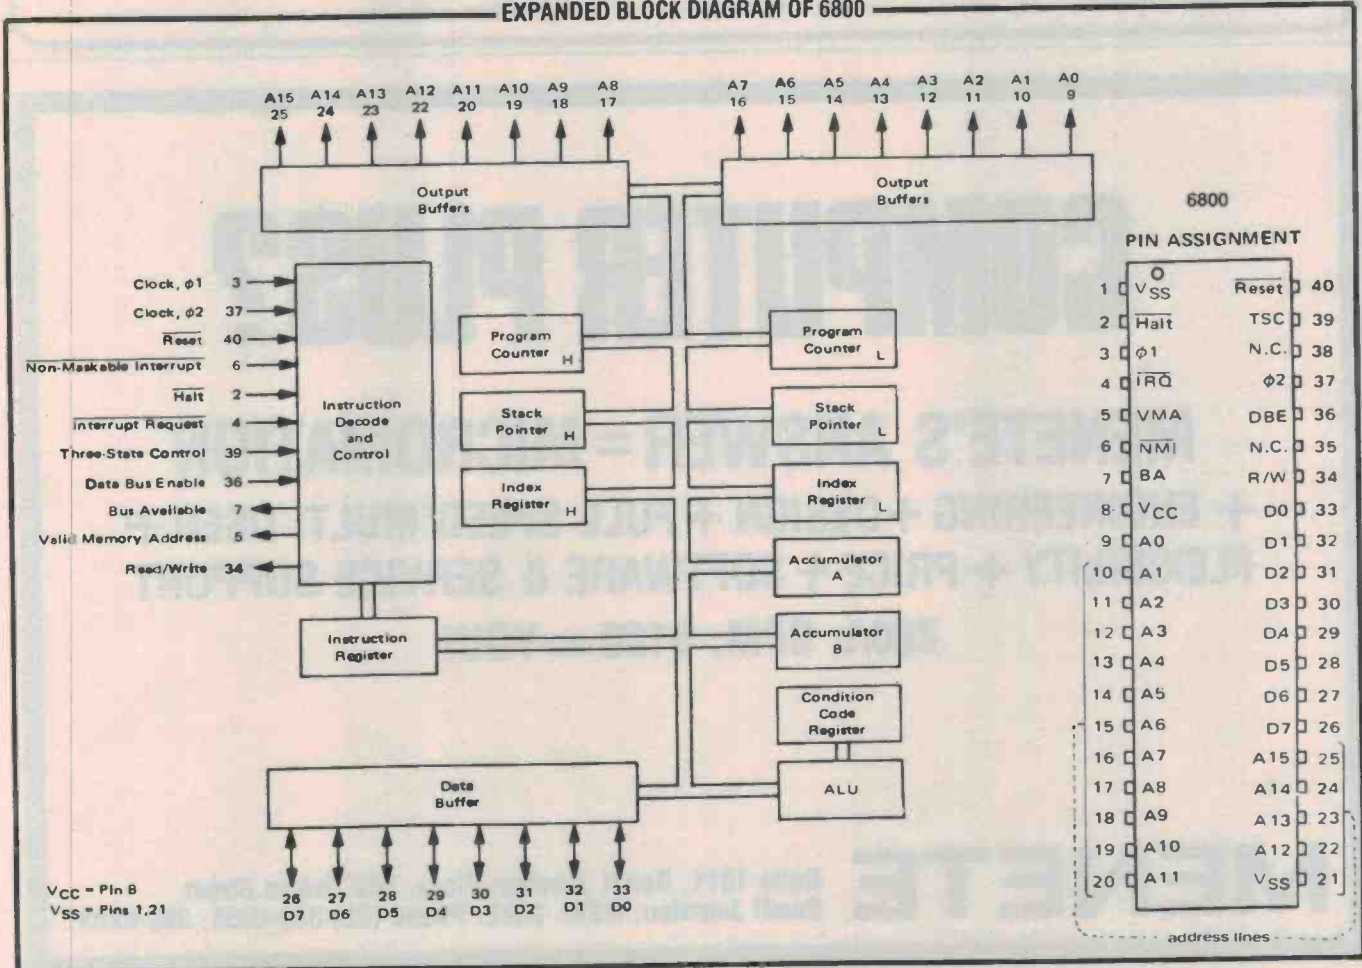 EXPANDED BLOCK DIAGRAM OF 6800
A15 A14 A13 A12 A11 A10 A9 A8
25 24 23 22 20 19 18 17
A7 A6 A5 A4 A3 A2 A1 A0
16 15 14 13 12 11 10 9
Output
Buffers
Output
Buffers
Clock, φ1 3
Clock, φ2 37
Reset 40
Non-Maskable Interrupt 6
Halt 2
Interrupt Request 4
Three-State Control 39
Data Bus Enable 36
Bus Available 7
Valid Memory Address 5
Read/Write 34
Instruction
Decode
and
Control
Instruction
Register
Program
Counter H
Program
Counter L
Stack
Pointer H
Stack
Pointer L
Index
Register H
Index
Register L
Accumulator
A
Accumulator
B
Condition
Code
Register
ALU
Data
Buffer
26 27 28 29 30 31 32 33
D7 D6 D5 D4 D3 D2 D1 D0
VCC = Pin 8
VSS = Pins 1,21
6800
PIN ASSIGNMENT
1 VSS Reset 40
2 Halt TSC 39
3 φ1 N.C. 38
4 IRQ φ2 37
5 VMA DBE 36
6 NMI N.C. 35
7 BA R/W 34
8 VCC D0 33
9 A0 D1 32
10 A1 D2 31
11 A2 D3 30
12 A3 D4 29
13 A4 D5 28
14 A5 D6 27
15 A6 D7 26
16 A7 A15 25
17 A8 A14 24
18 A9 A13 23
19 A10 A12 22
20 A11 VSS 21
address lines